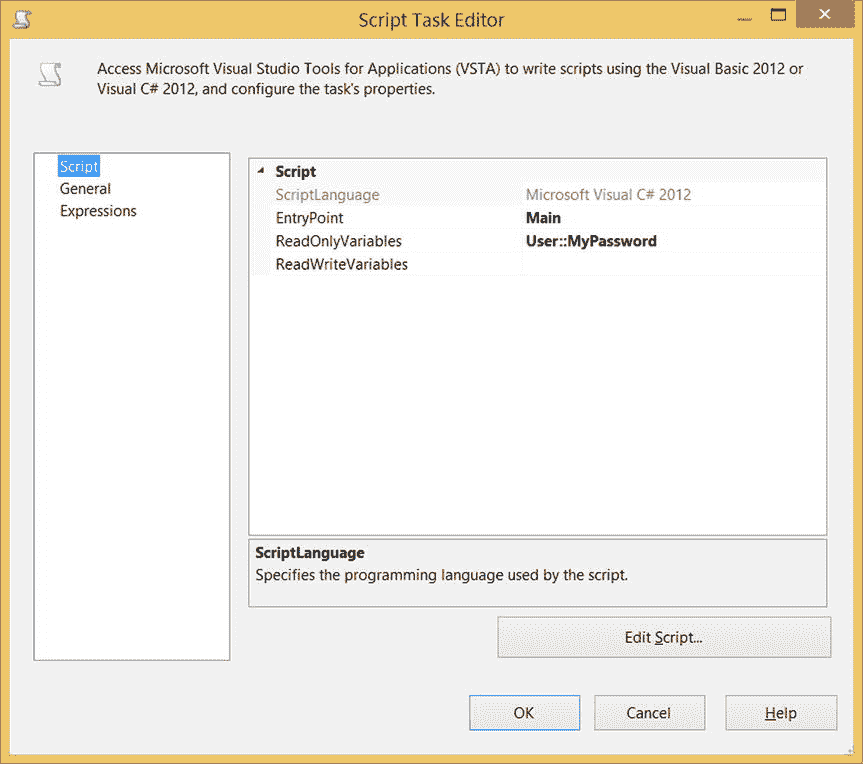 Script Task Editor
Access Microsoft Visual Studio Tools for Applications (VSTA) to write scripts using the Visual Basic 2012 or
Visual C# 2012, and configure the task's properties.
Script
General
Expressions
Script
ScriptLanguage Microsoft Visual C# 2012
EntryPoint Main
ReadOnlyVariables User::MyPassword
ReadWriteVariables
ScriptLanguage
Specifies the programming language used by the script.
Edit Script...
OK Cancel Help